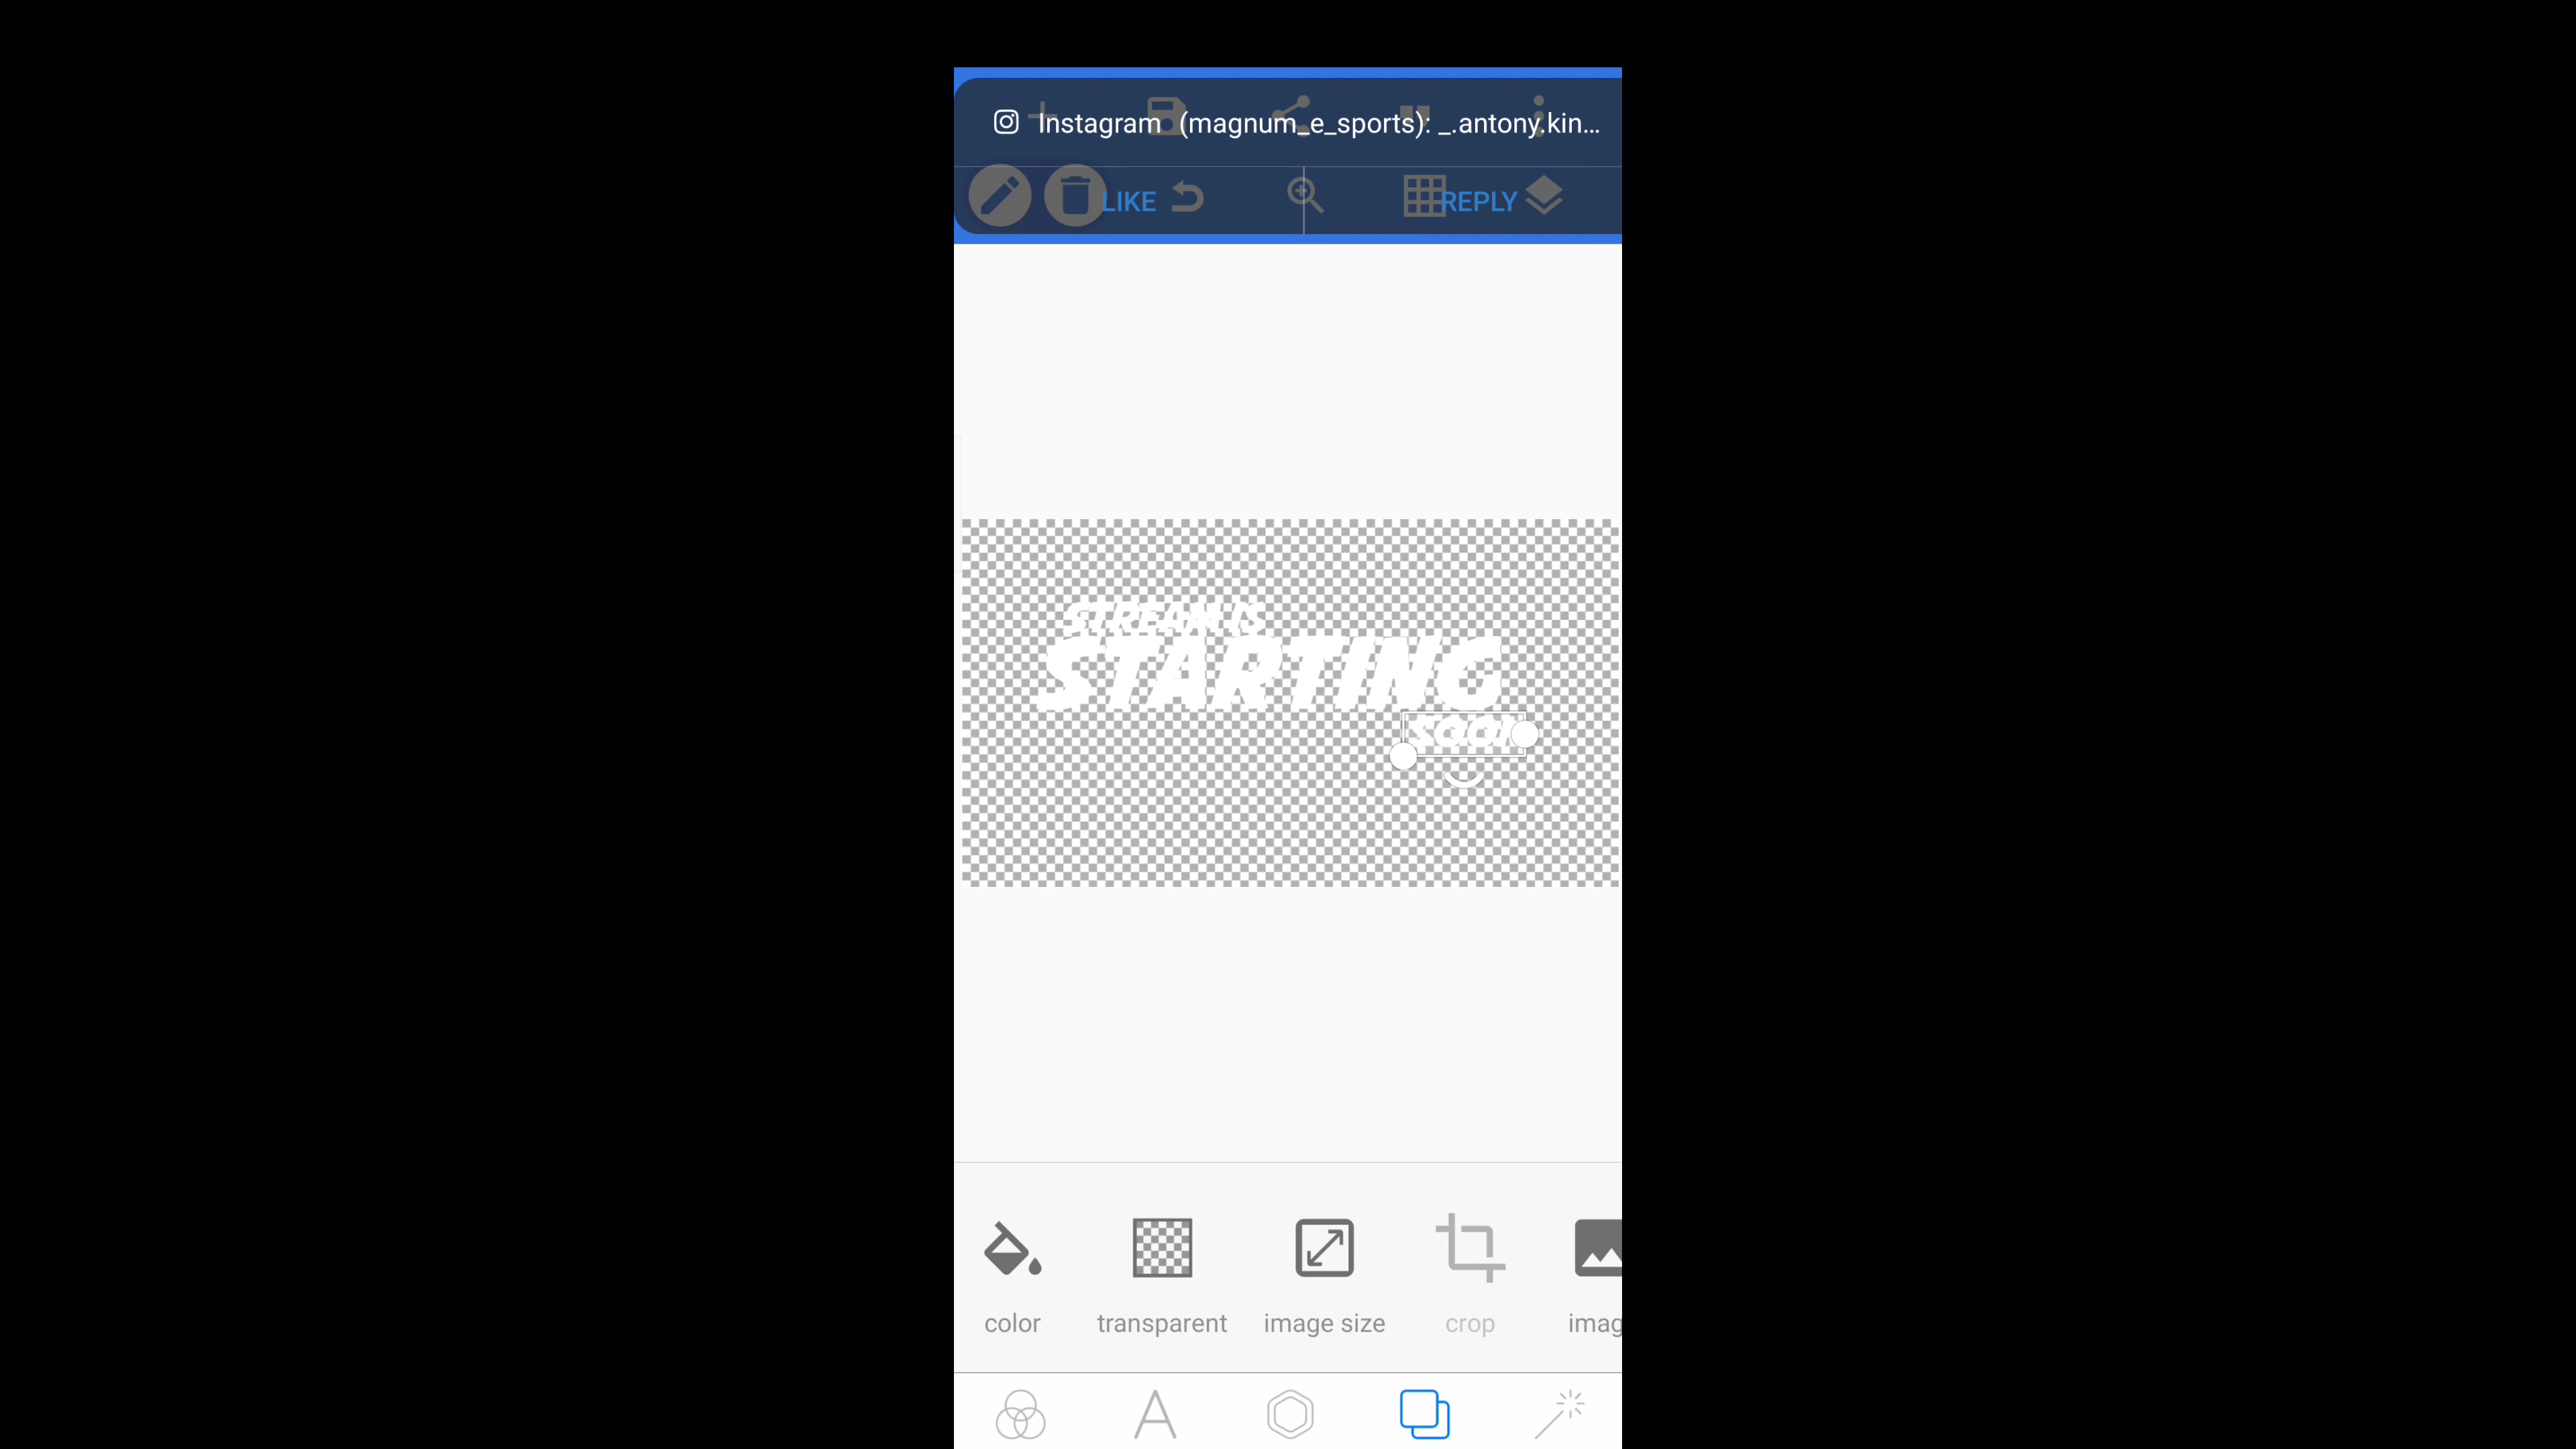 Instagram (magnum_e_sports): _.antony.kin...
LIKE REPLY
STREAM IS
STARTING
SOON
color transparent image size crop imag